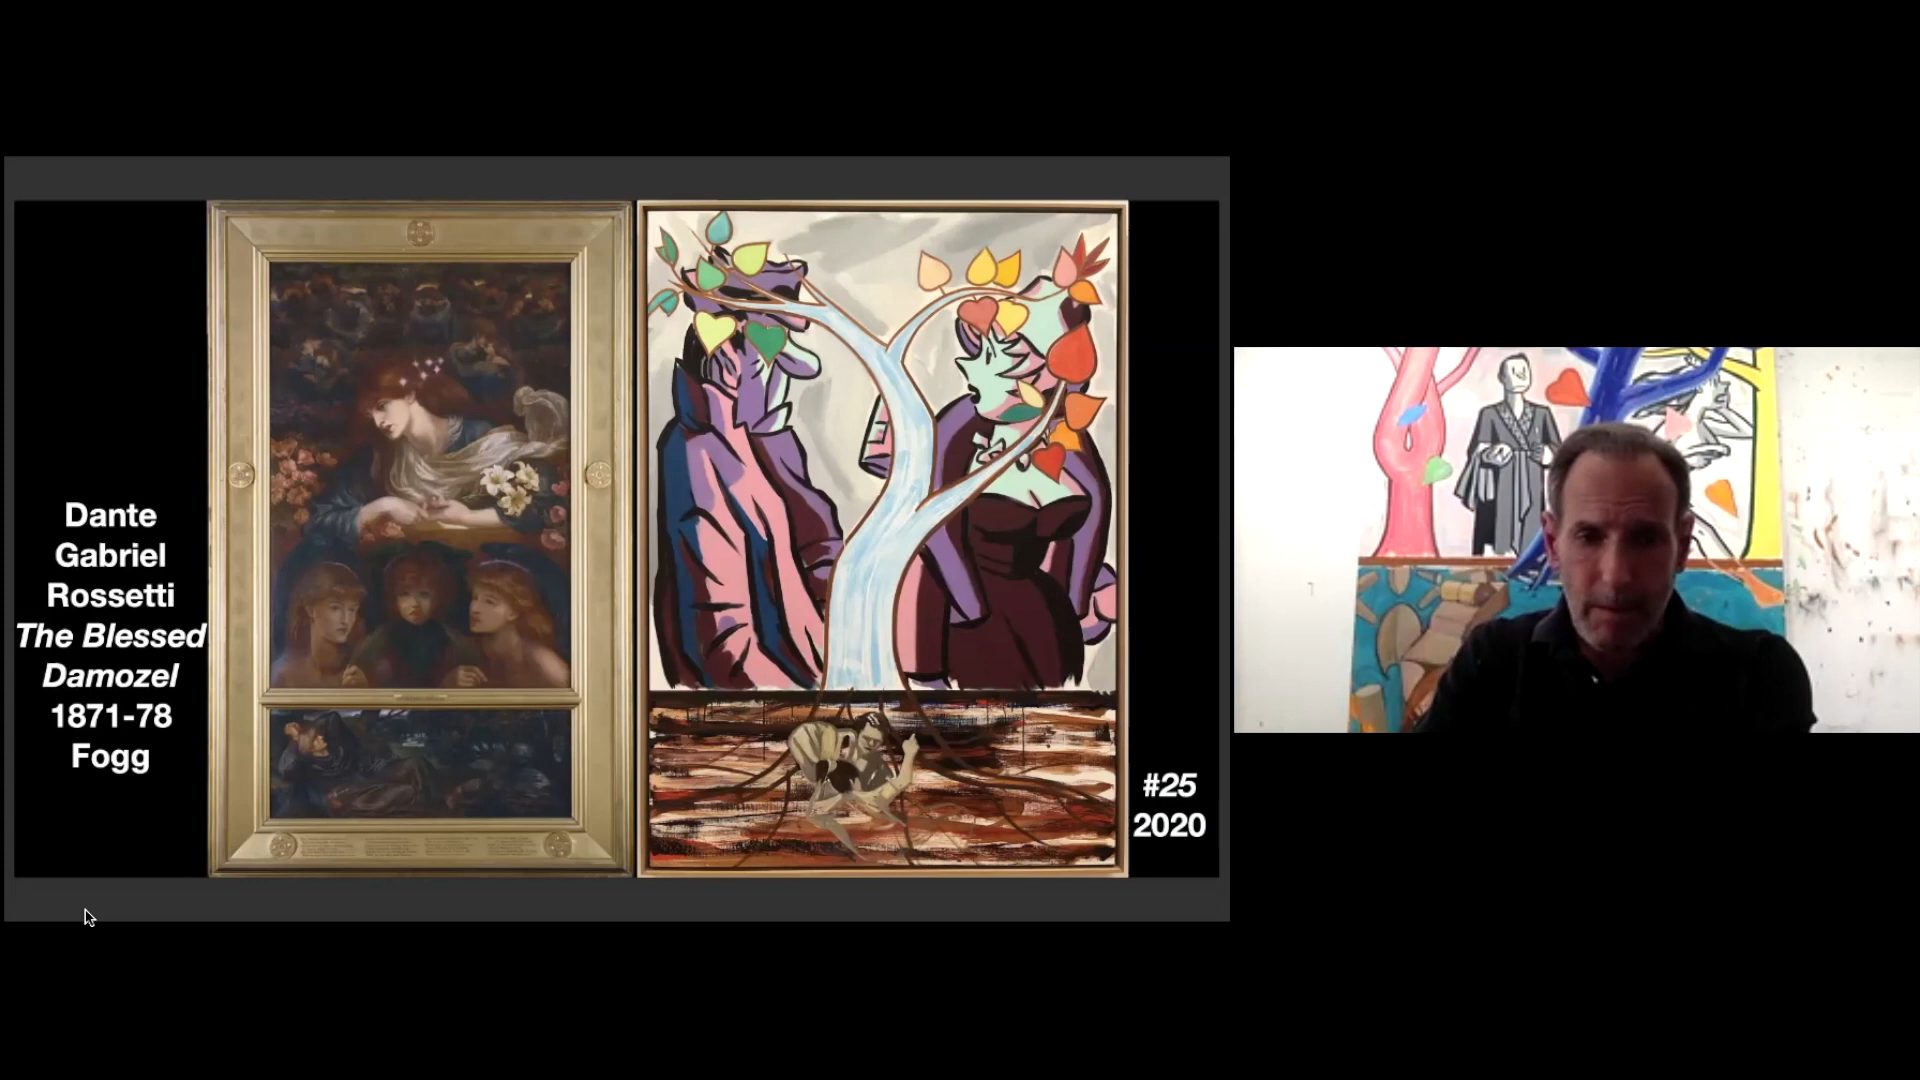 Dante
Gabriel
Rossetti
The Blessed
Damozel
1871-78
Fogg
#25
2020